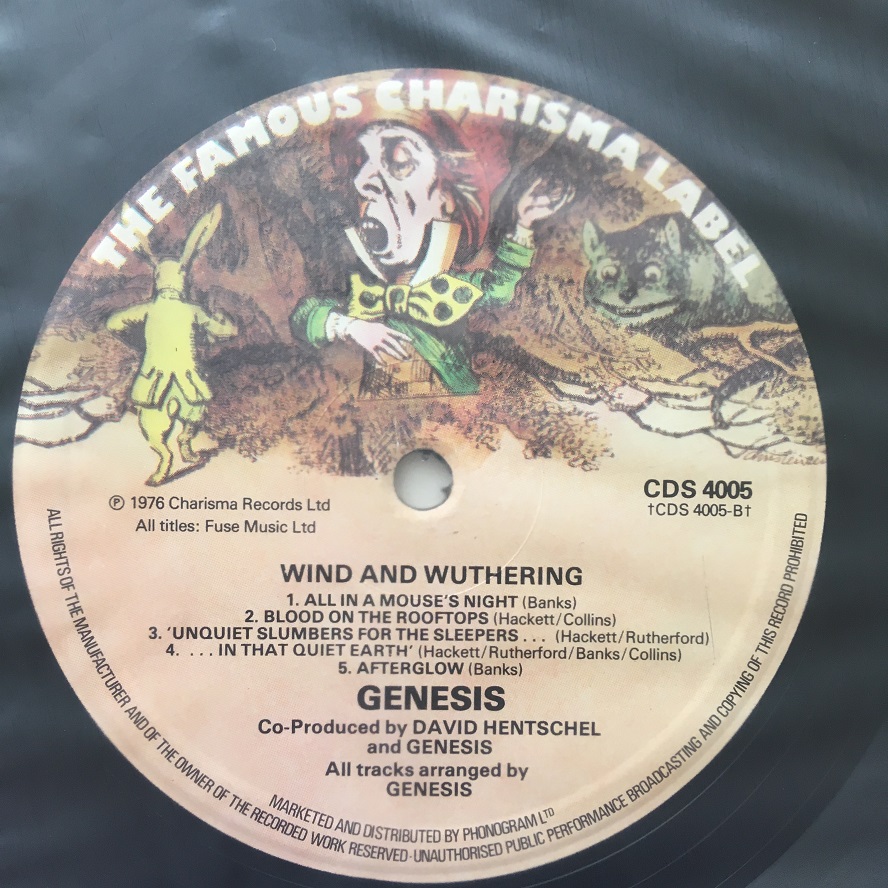 THE FAMOUS CHARISMA LABEL
℗ 1976 Charisma Records Ltd
All titles: Fuse Music Ltd
CDS 4005
†CDS 4005-B†
WIND AND WUTHERING
1. ALL IN A MOUSE'S NIGHT (Banks)
2. BLOOD ON THE ROOFTOPS (Hackett/Collins)
3. 'UNQUIET SLUMBERS FOR THE SLEEPERS . . . (Hackett/Rutherford)
4. . . . IN THAT QUIET EARTH' (Hackett/Rutherford/Banks/Collins)
5. AFTERGLOW (Banks)
GENESIS
Co-Produced by DAVID HENTSCHEL
and GENESIS
All tracks arranged by
GENESIS
MARKETED AND DISTRIBUTED BY PHONOGRAM LTD
ALL RIGHTS OF THE MANUFACTURER AND OF THE OWNER OF THE RECORDED WORK RESERVED·UNAUTHORISED PUBLIC PERFORMANCE BROADCASTING AND COPYING OF THIS RECORD PROHIBITED